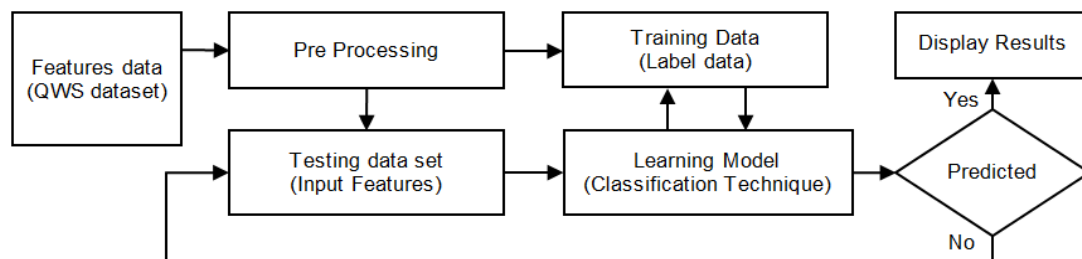 Features data
(QWS dataset)
Pre Processing
Training Data
(Label data)
Display Results
Yes
Testing data set
(Input Features)
Learning Model
(Classification Technique)
Predicted
No